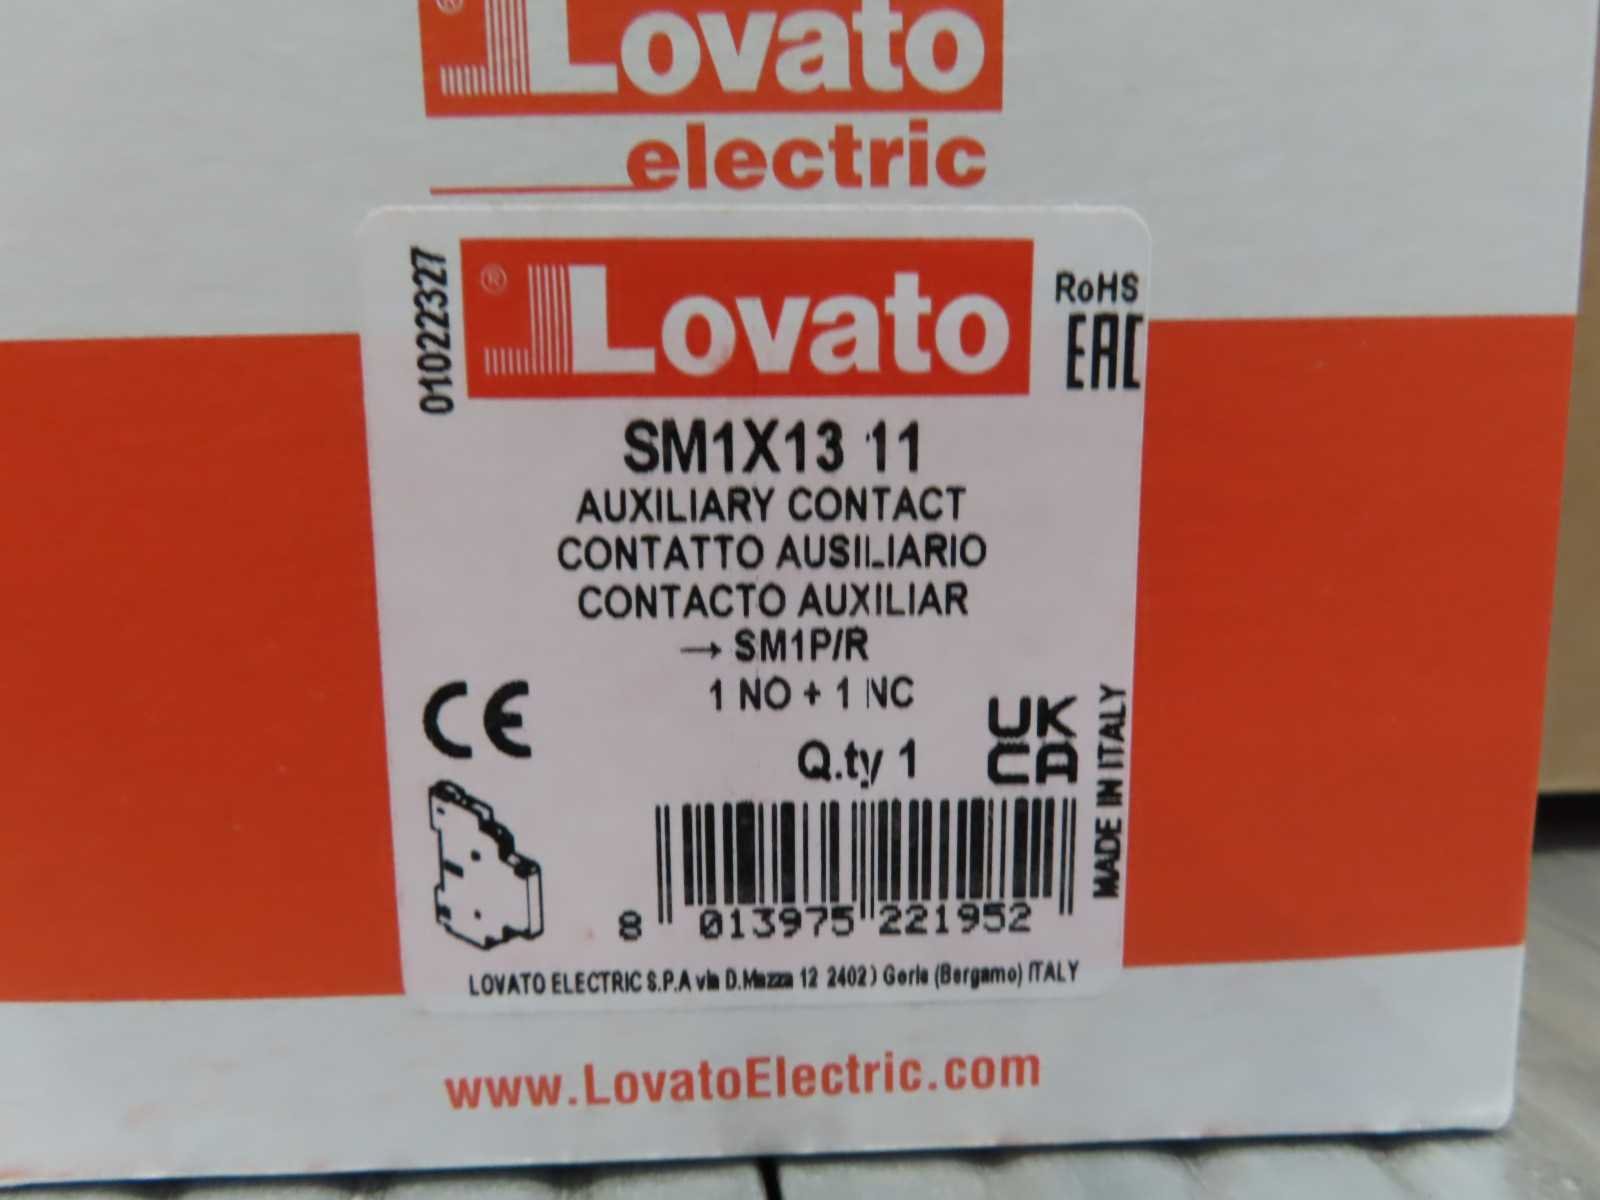 Lovato
electric
01022327
Lovato
RoHS
EAC
SM1X13 11
AUXILIARY CONTACT
CONTATTO AUSILIARIO
CONTACTO AUXILIAR
→ SM1P/R
1 NO + 1 NC
CE
Q.ty 1
UK
CA
MADE IN ITALY
8 013975 221952
LOVATO ELECTRIC S.P.A via D.Mazza 12 24020 Gorle (Bergamo) ITALY
www.LovatoElectric.com